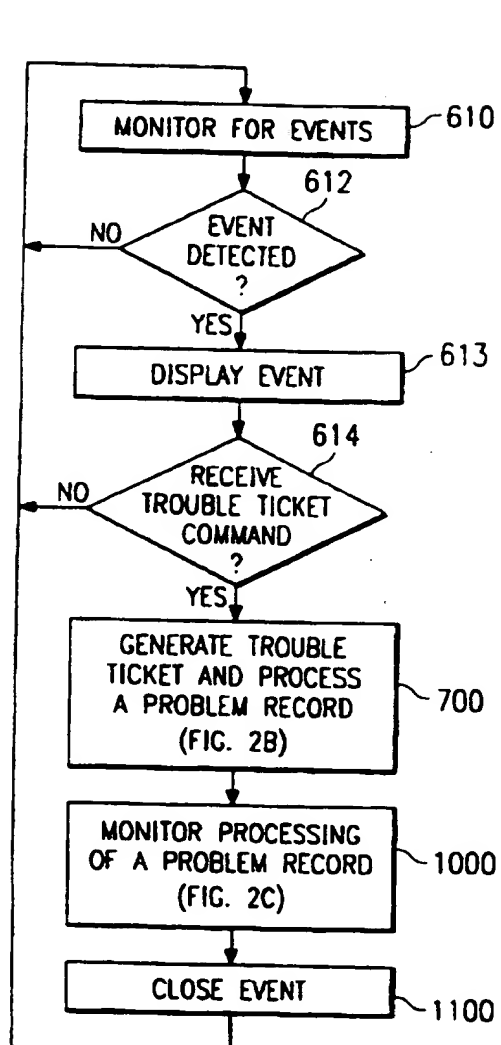 MONITOR FOR EVENTS
610
612
EVENT
DETECTED
?
NO
YES
DISPLAY EVENT
613
614
RECEIVE
TROUBLE TICKET
COMMAND
?
NO
YES
GENERATE TROUBLE
TICKET AND PROCESS
A PROBLEM RECORD
(FIG. 2B)
700
MONITOR PROCESSING
OF A PROBLEM RECORD
(FIG. 2C)
1000
CLOSE EVENT
1100